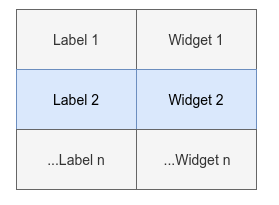 Label 1 Widget 1
Label 2 Widget 2
...Label n ...Widget n